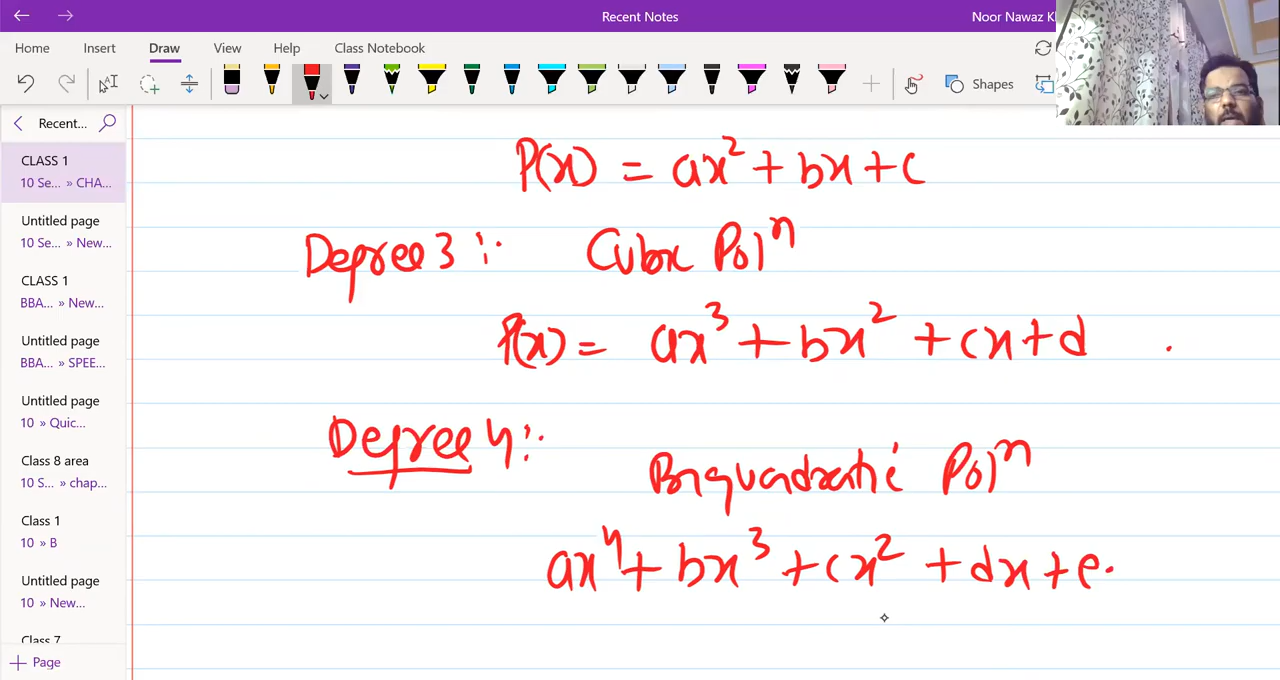 Recent Notes
Noor Nawaz Kh
Home Insert Draw View Help Class Notebook
Shapes
Recent...
CLASS 1
10 Se... » CHA...
Untitled page
10 Se... » New...
CLASS 1
BBA... » New...
Untitled page
BBA... » SPEE...
Untitled page
10 » Quic...
Class 8 area
10 S... » chap...
Class 1
10 » B
Untitled page
10 » New...
Class 7
Page
P(x) = ax² + bx + c
Degree 3 :- Cubic Polⁿ
P(x) = ax³ + bx² + cx + d .
Degree 4 :-
Biquadratic Polⁿ
ax⁴ + bx³ + cx² + dx + e.